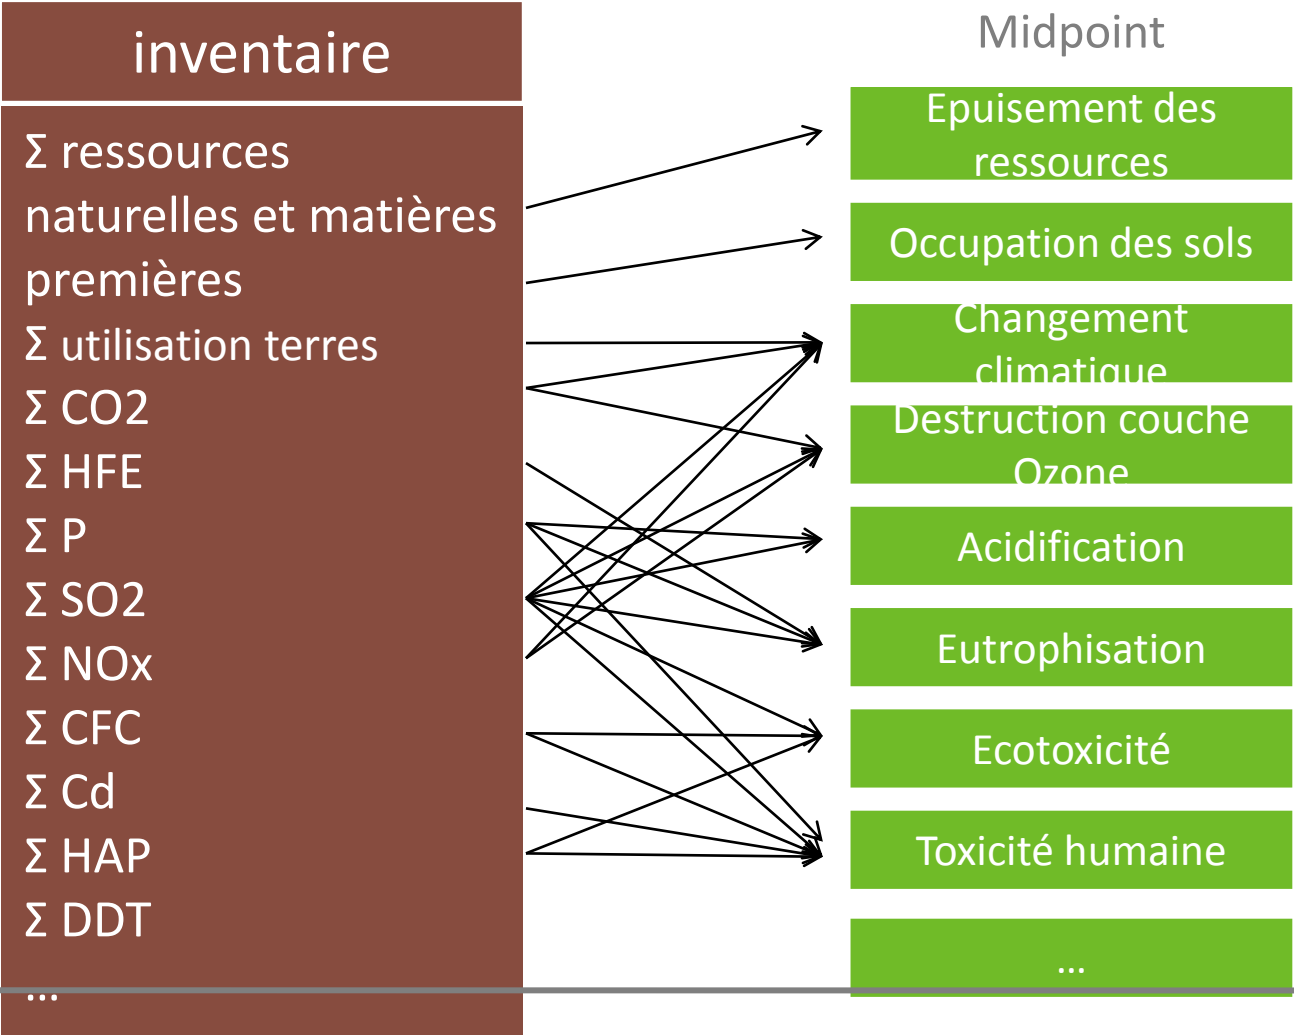 inventaire
Σ ressources
naturelles et matières
premières
Σ utilisation terres
Σ CO2
Σ HFE
Σ P
Σ SO2
Σ NOx
Σ CFC
Σ Cd
Σ HAP
Σ DDT
...
Midpoint
Epuisement des
ressources
Occupation des sols
Changement
climatique
Destruction couche
Ozone
Acidification
Eutrophisation
Ecotoxicité
Toxicité humaine
...